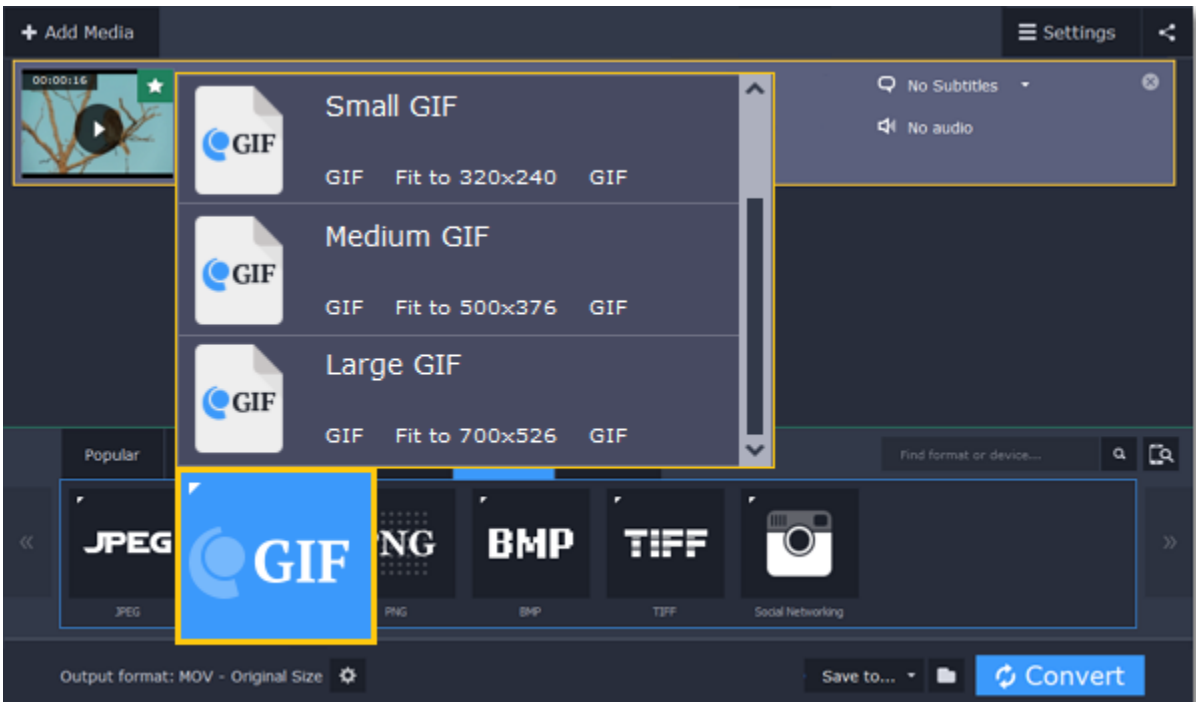 Add Media
Settings
00:00:16
No Subtitles
No audio
GIF
Small GIF
GIF Fit to 320x240 GIF
GIF
Medium GIF
GIF Fit to 500x376 GIF
GIF
Large GIF
GIF Fit to 700x526 GIF
Popular
Find format or device....
JPEG
GIF
NG
BMP
TIFF
JPEG
PNG
BMP
TIFF
Social Networking
Output format: MOV - Original Size
Save to...
Convert